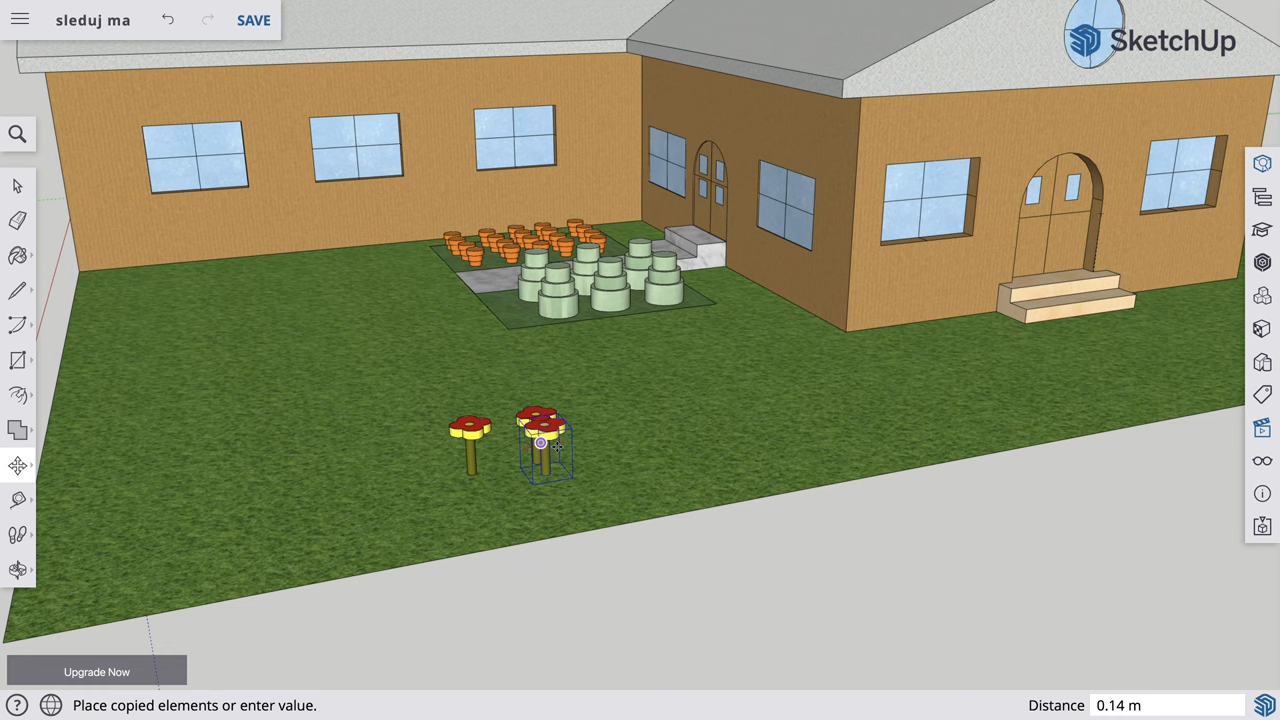 sleduj ma
SAVE
SketchUp
Upgrade Now
Place copied elements or enter value.
Distance 0.14 m